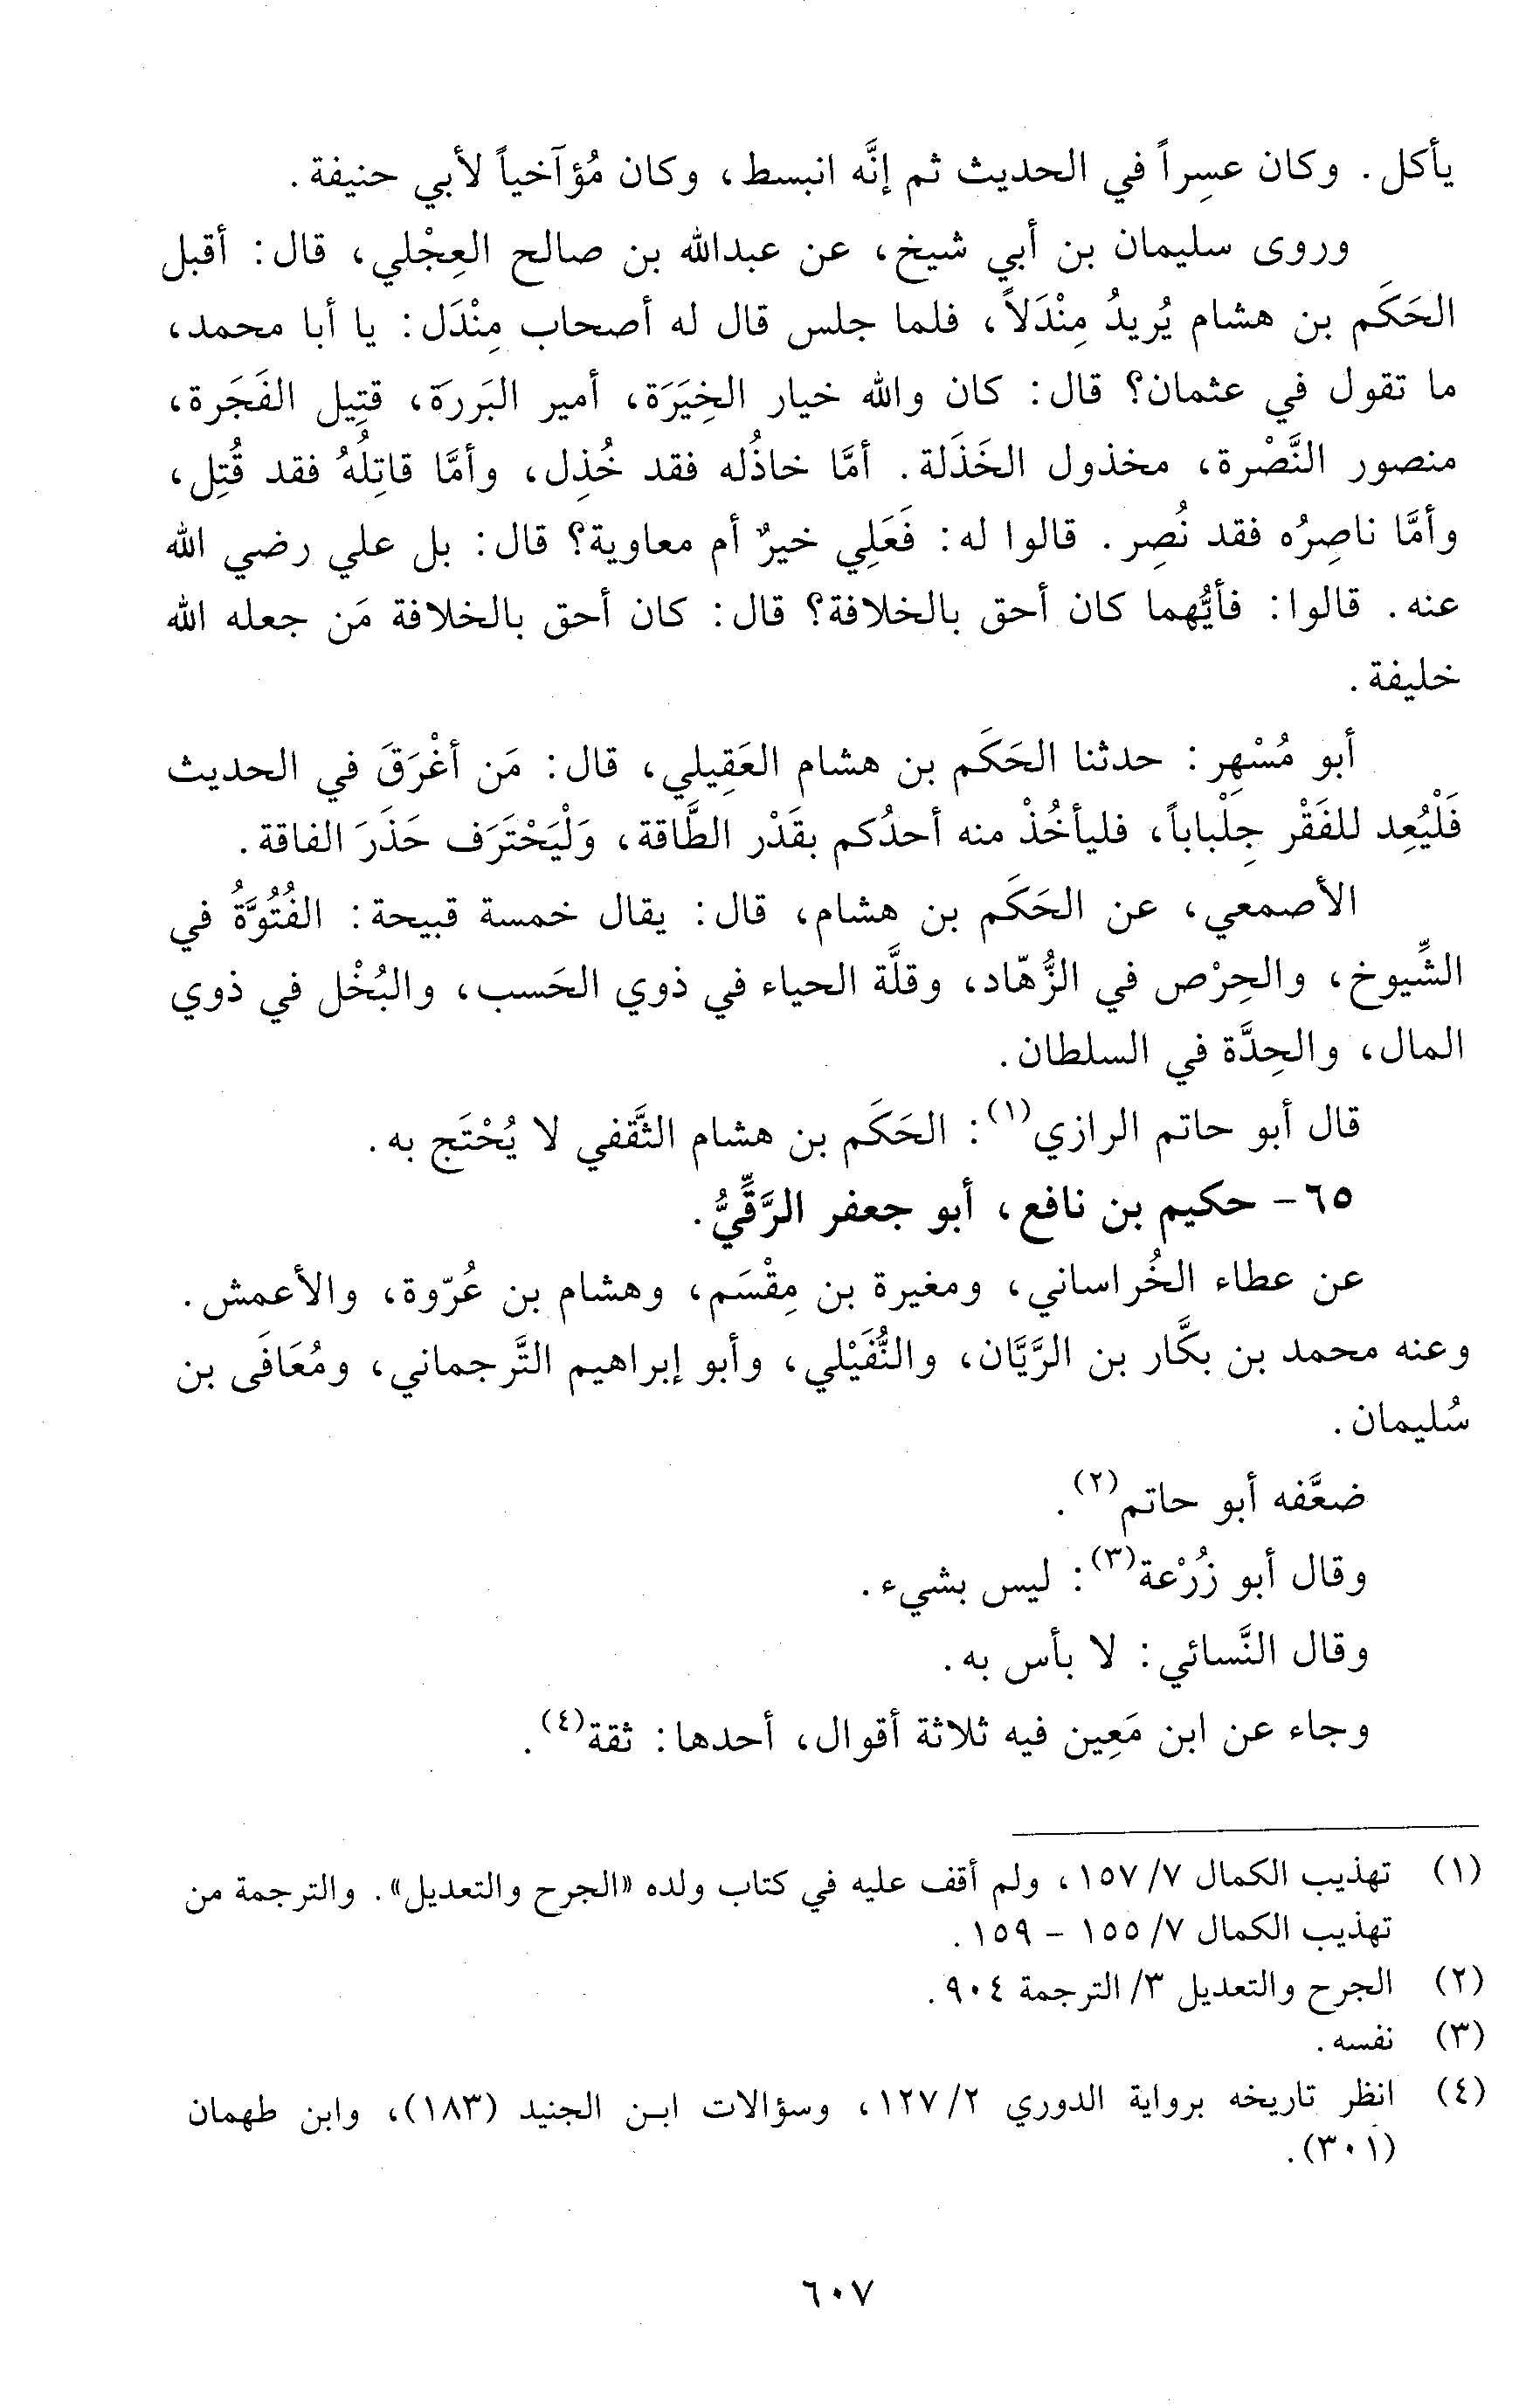 يأكل. وكان عسِراً في الحديث ثم إنَّه انبسط، وكان مُؤآخياً لأبي حنيفة.
وروى سليمان بن أبي شيخ، عن عبدالله بن صالح العِجْلي، قال: أقبل
الحَكَم بن هشام يُريدُ مِنْدَلاً، فلما جلس قال له أصحاب مِنْدَل: يا أبا محمد،
ما تقول في عثمان؟ قال: كان والله خيار الخِيَرَة، أمير البَررَة، قتِيل الفَجَرة،
منصور النَّصْرة، مخذول الخَذَلة. أمَّا خاذُله فقد خُذِل، وأمَّا قاتِلُهُ فقد قُتِل،
وأمَّا ناصِرُه فقد نُصِر. قالوا له: فَعَلِي خيرٌ أم معاوية؟ قال: بل علي رضي الله
عنه. قالوا: فأيُّهما كان أحق بالخلافة؟ قال: كان أحق بالخلافة مَن جعله الله
خليفة.
أبو مُسْهِر: حدثنا الحَكَم بن هشام العَقِيلي، قال: مَن أغْرَقَ في الحديث
فَلْيُعِد للفَقْر جِلْباباً، فليأخُذْ منه أحدُكم بقَدْر الطَّاقة، وَلْيَحْتَرَف حَذَرَ الفاقة.
الأصمعي، عن الحَكَم بن هشام، قال: يقال خمسة قبيحة: الفُتُوَّةُ في
الشِّيوخ، والحِرْص في الزُّهّاد، وقلَّة الحياء في ذوي الحَسب، والبُخْل في ذوي
المال، والحِدَّة في السلطان.
قال أبو حاتم الرازي(١): الحَكَم بن هشام الثَّقفي لا يُحْتَج به.
٦٥- حكيم بن نافع، أبو جعفر الرَّقِّيُّ.
عن عطاء الخُراساني، ومغيرة بن مِقْسَم، وهشام بن عُرّوة، والأعمش.
وعنه محمد بن بكَّار بن الرَّيَّان، والنُّفَيْلي، وأبو إبراهيم التَّرجماني، ومُعَافَى بن
سُليمان.
ضعَّفه أبو حاتم(٢).
وقال أبو زُرْعة(٣): ليس بشيء.
وقال النَّسائي: لا بأس به.
وجاء عن ابن مَعِين فيه ثلاثة أقوال، أحدها: ثقة(٤).
(١) تهذيب الكمال ٧/ ١٥٧، ولم أقف عليه في كتاب ولده «الجرح والتعديل». والترجمة من
تهذيب الكمال ٧/ ١٥٥ - ١٥٩.
(٢) الجرح والتعديل ٣/ الترجمة ٩٠٤.
(٣) نفسه.
(٤) انظر تاريخه برواية الدوري ٢/ ١٢٧، وسؤالات ابن الجنيد (١٨٣)، وابن طهمان
(٣٠١).
٦٠٧